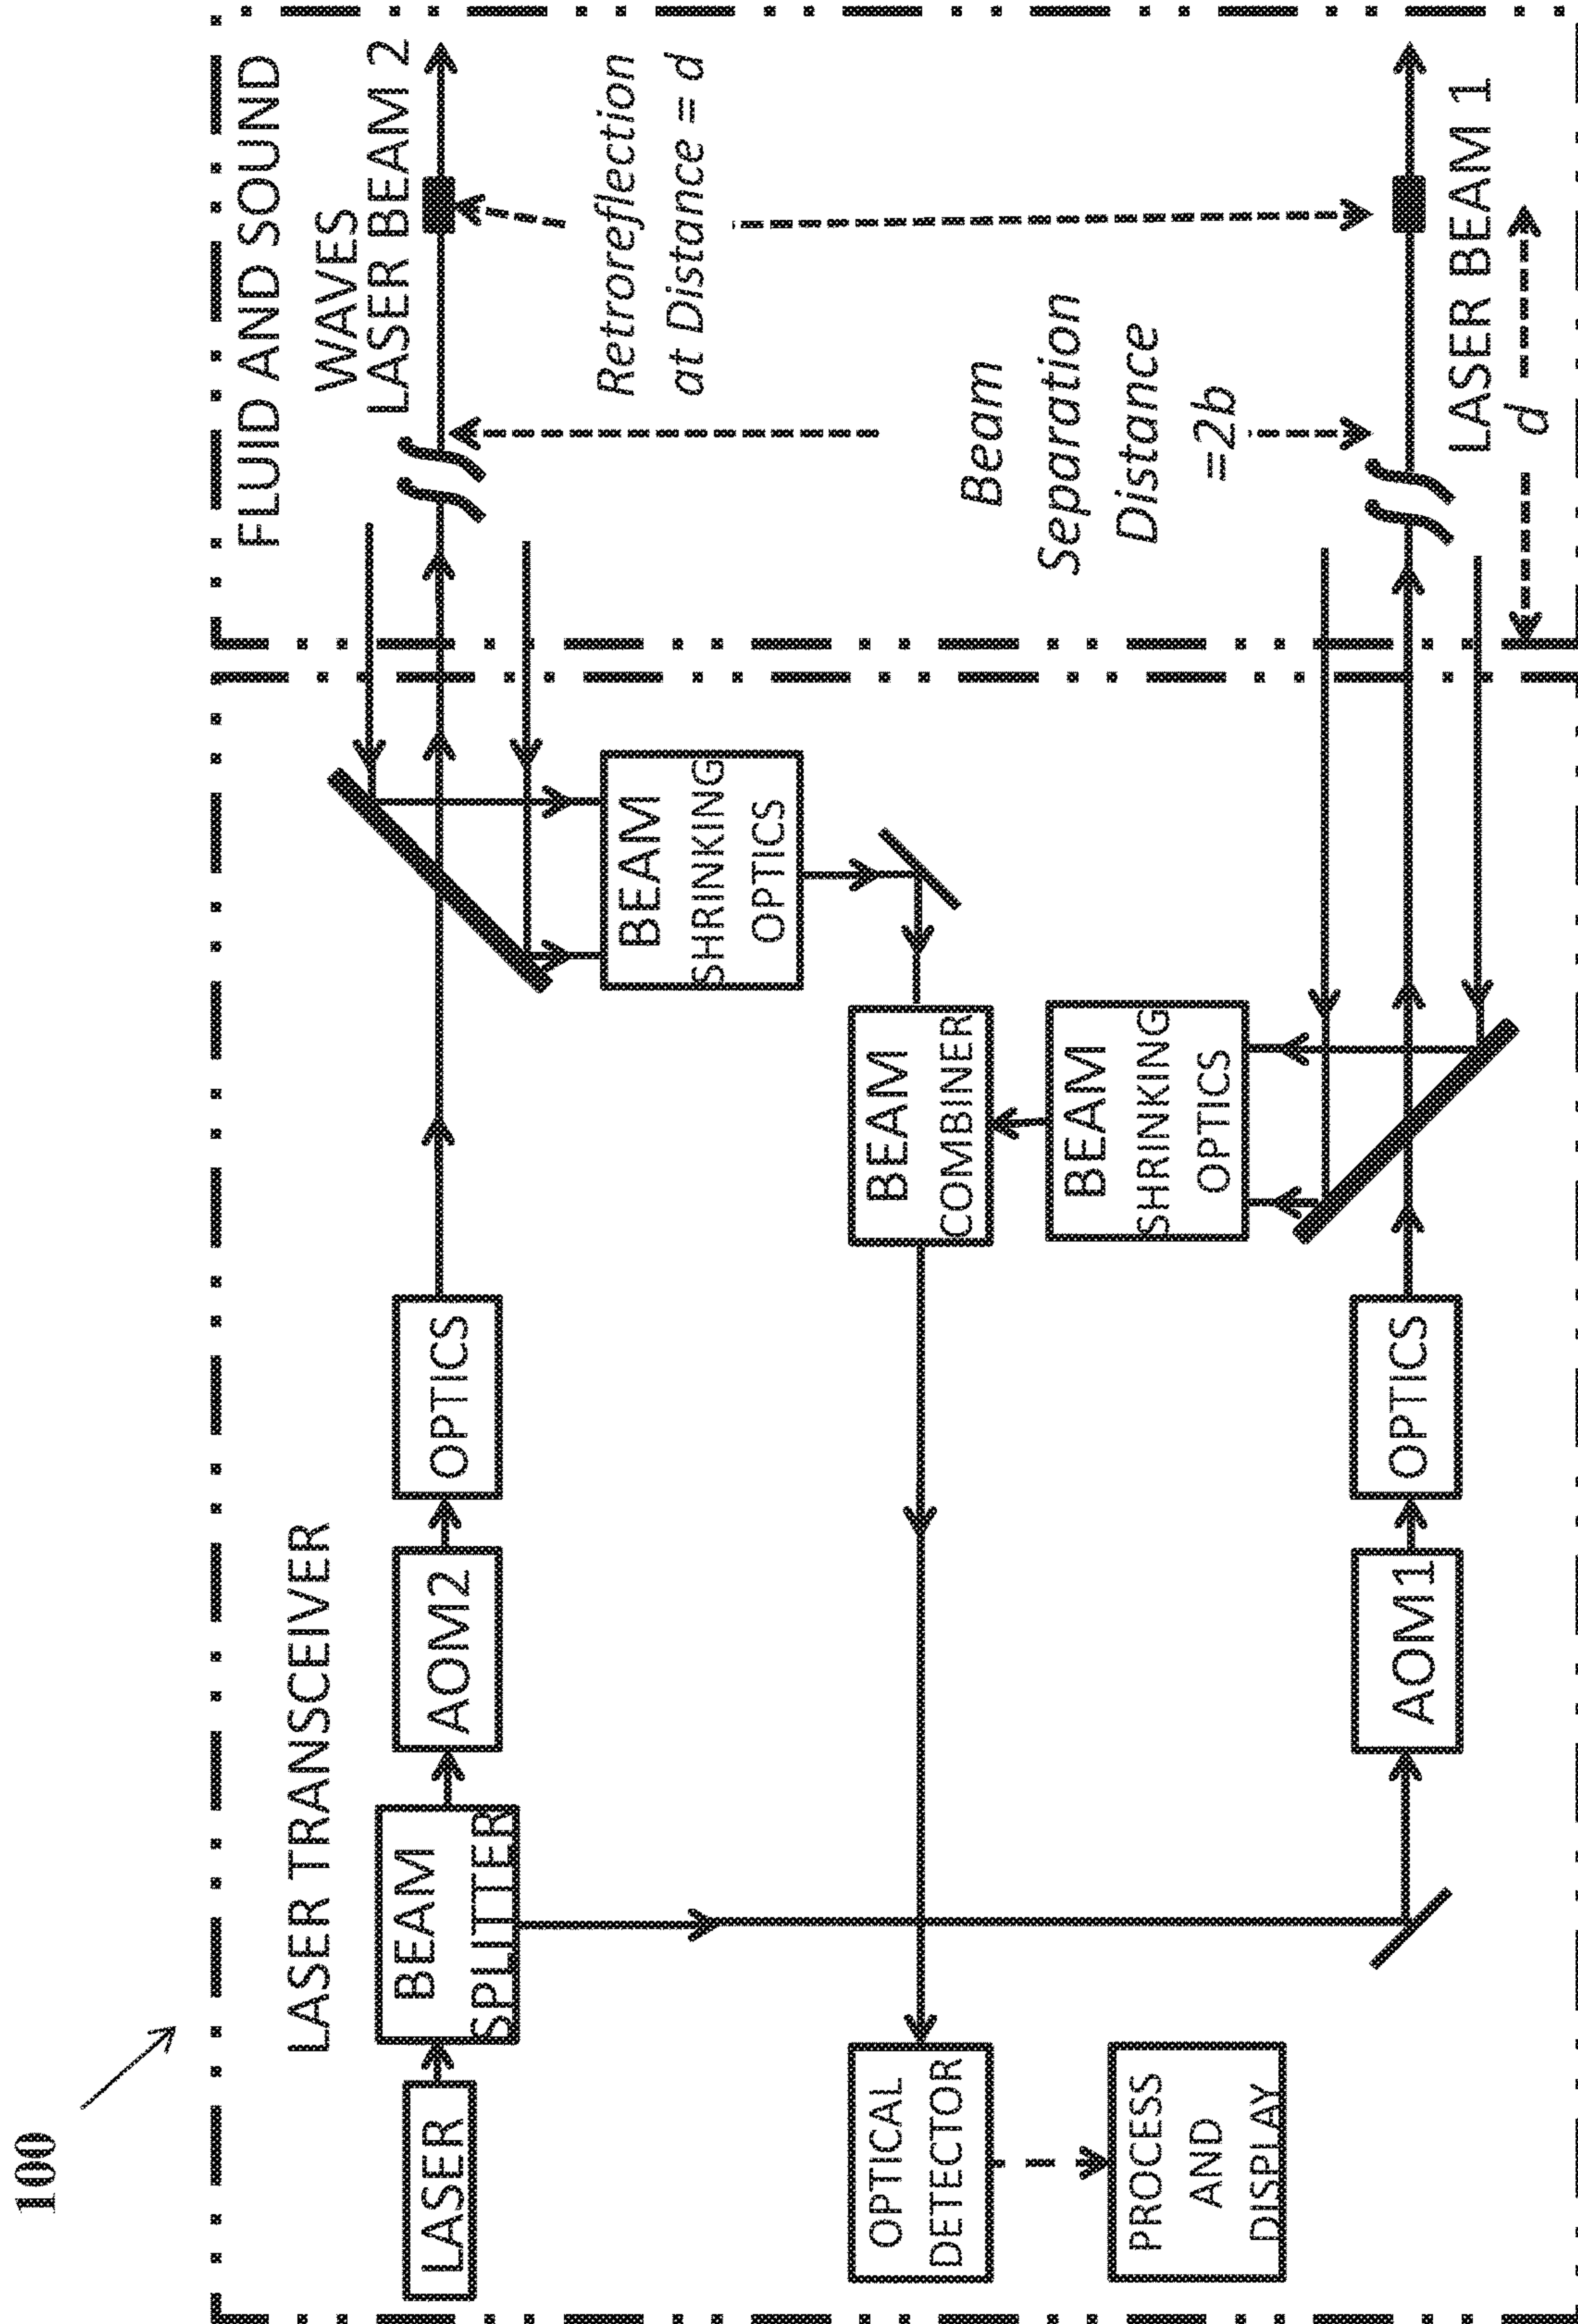 100
LASER TRANSCEIVER
LASER
BEAM
SPLITTER
AOM2
OPTICS
BEAM
SHRINKING
OPTICS
FLUID AND SOUND
WAVES
LASER BEAM 2
Retroreflection
at Distance = d
OPTICAL
DETECTOR
PROCESS
AND
DISPLAY
BEAM
COMBINER
BEAM
SHRINKING
OPTICS
Beam
Separation
Distance
=2b
AOM1
OPTICS
LASER BEAM 1
d